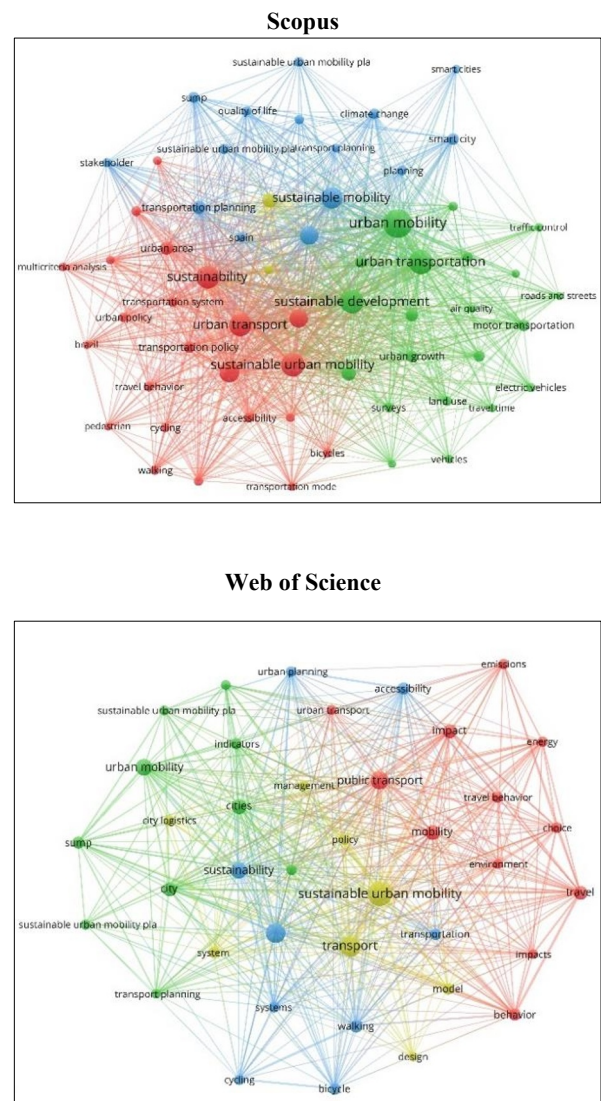 Scopus
sustainable urban mobility pla
smart cities
sump
quality of life
climate change
smart city
sustainable urban mobility pla
transport planning
stakeholder
planning
sustainable mobility
transportation planning
urban mobility
traffic control
spain
urban area
urban transportation
multicriteria analysis
sustainability
roads and streets
transportation system
sustainable development
air quality
urban policy
urban transport
motor transportation
brazil
transportation policy
urban growth
sustainable urban mobility
travel behavior
electric vehicles
land use
surveys
travel time
accessibility
pedestrian
cycling
bicycles
vehicles
walking
transportation mode
Web of Science
emissions
urban planning
accessibility
sustainable urban mobility pla
urban transport
impact
indicators
energy
urban mobility
public transport
management
travel behavior
cities
city logistics
mobility
choice
policy
sump
sustainability
environment
city
sustainable urban mobility
travel
sustainable urban mobility pla
transportation
system
transport
impacts
transport planning
model
systems
behavior
walking
design
cycling
bicycle